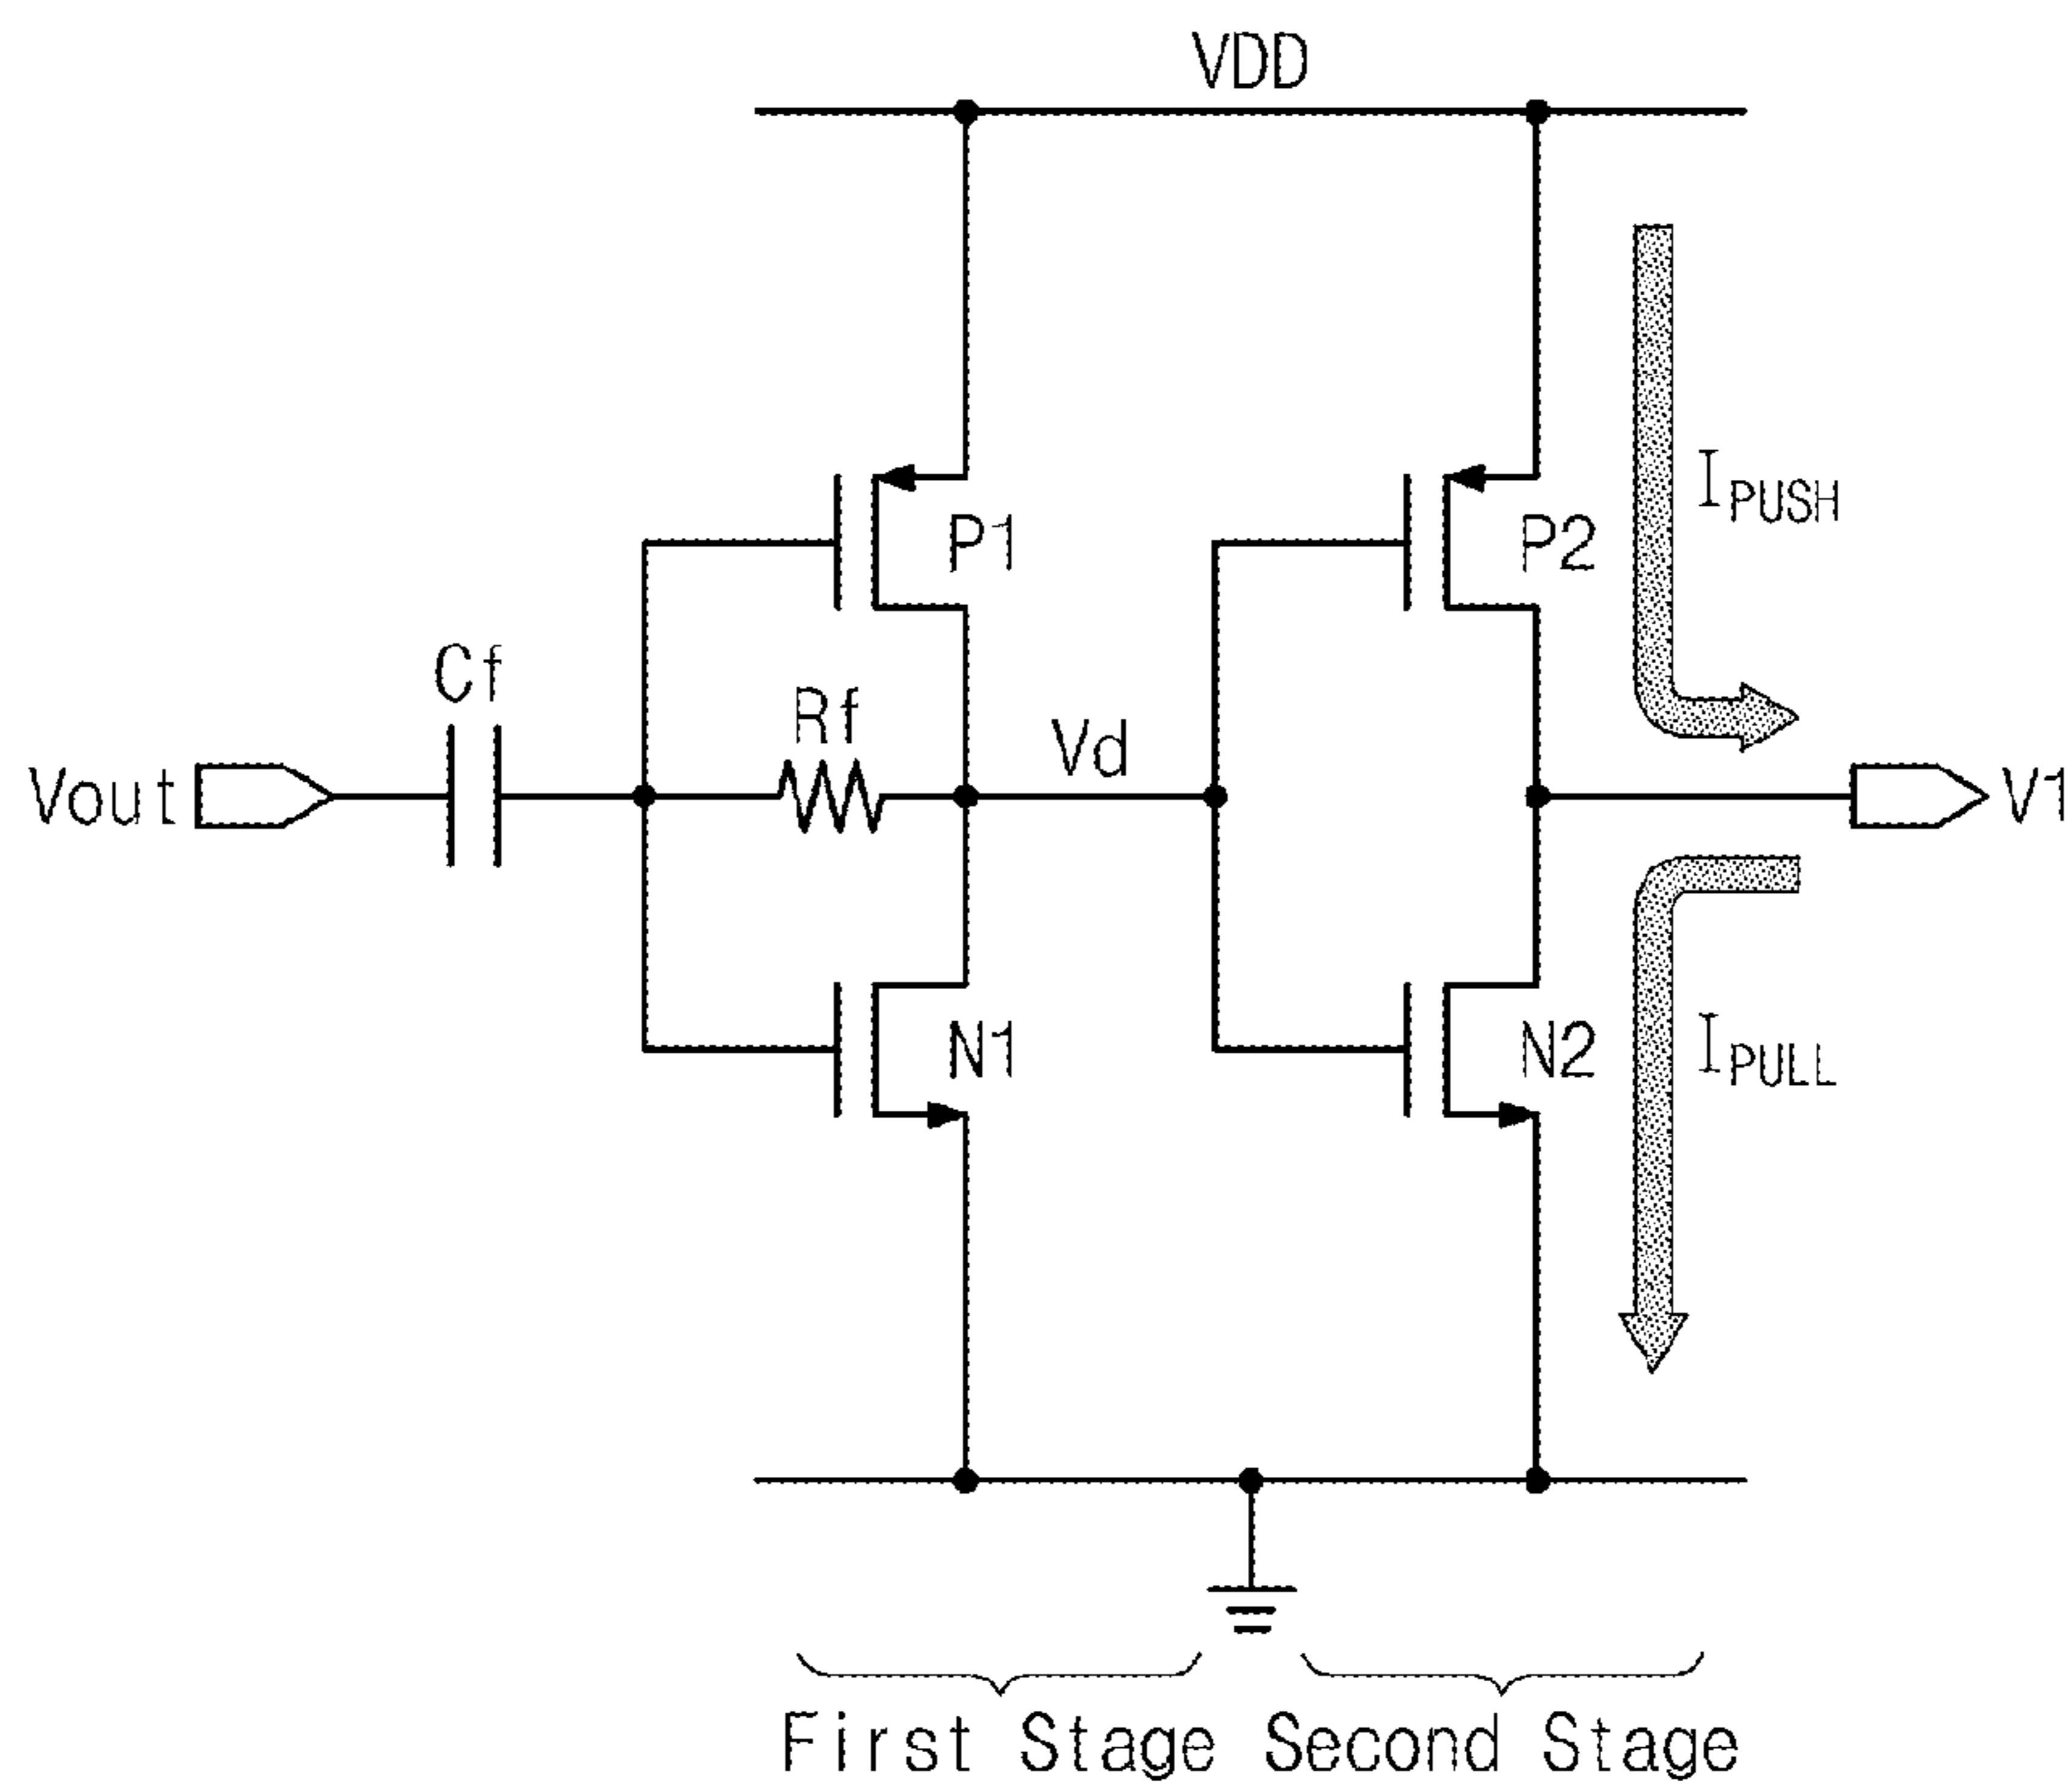 VDD
P1
P2
IPUSH
Cf
Rf
Vd
Vout
V1
N1
N2
IPULL
First Stage
Second Stage